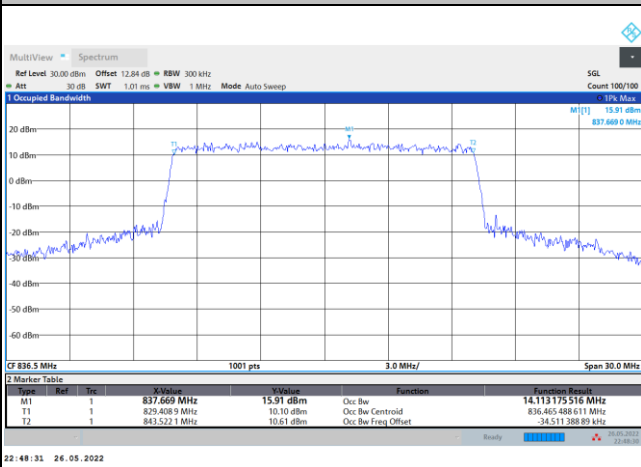 MultiView Spectrum
Ref Level 30.00 dBm Offset 12.84 dB RBW 300 kHz SGL
Att 30 dB SWT 1.01 ms VBW 1 MHz Mode Auto Sweep Count 100/100
1 Occupied Bandwidth 1Pk Max
M1[1] 15.91 dBm
837.669 0 MHz
20 dBm
M1
T1
T2
10 dBm
0 dBm
-10 dBm
-20 dBm
-30 dBm
-40 dBm
-50 dBm
-60 dBm
CF 836.5 MHz 1001 pts 3.0 MHz/ Span 30.0 MHz
2 Marker Table
Type Ref Trc X-Value Y-Value Function Function Result
M1 1 837.669 MHz 15.91 dBm Occ Bw 14.113 175 516 MHz
T1 1 829.408 9 MHz 10.10 dBm Occ Bw Centroid 836.465 488 611 MHz
T2 1 843.522 1 MHz 10.61 dBm Occ Bw Freq Offset -34.511 388 89 kHz
Ready 26.05.2022
22:48:30
22:48:31 26.05.2022